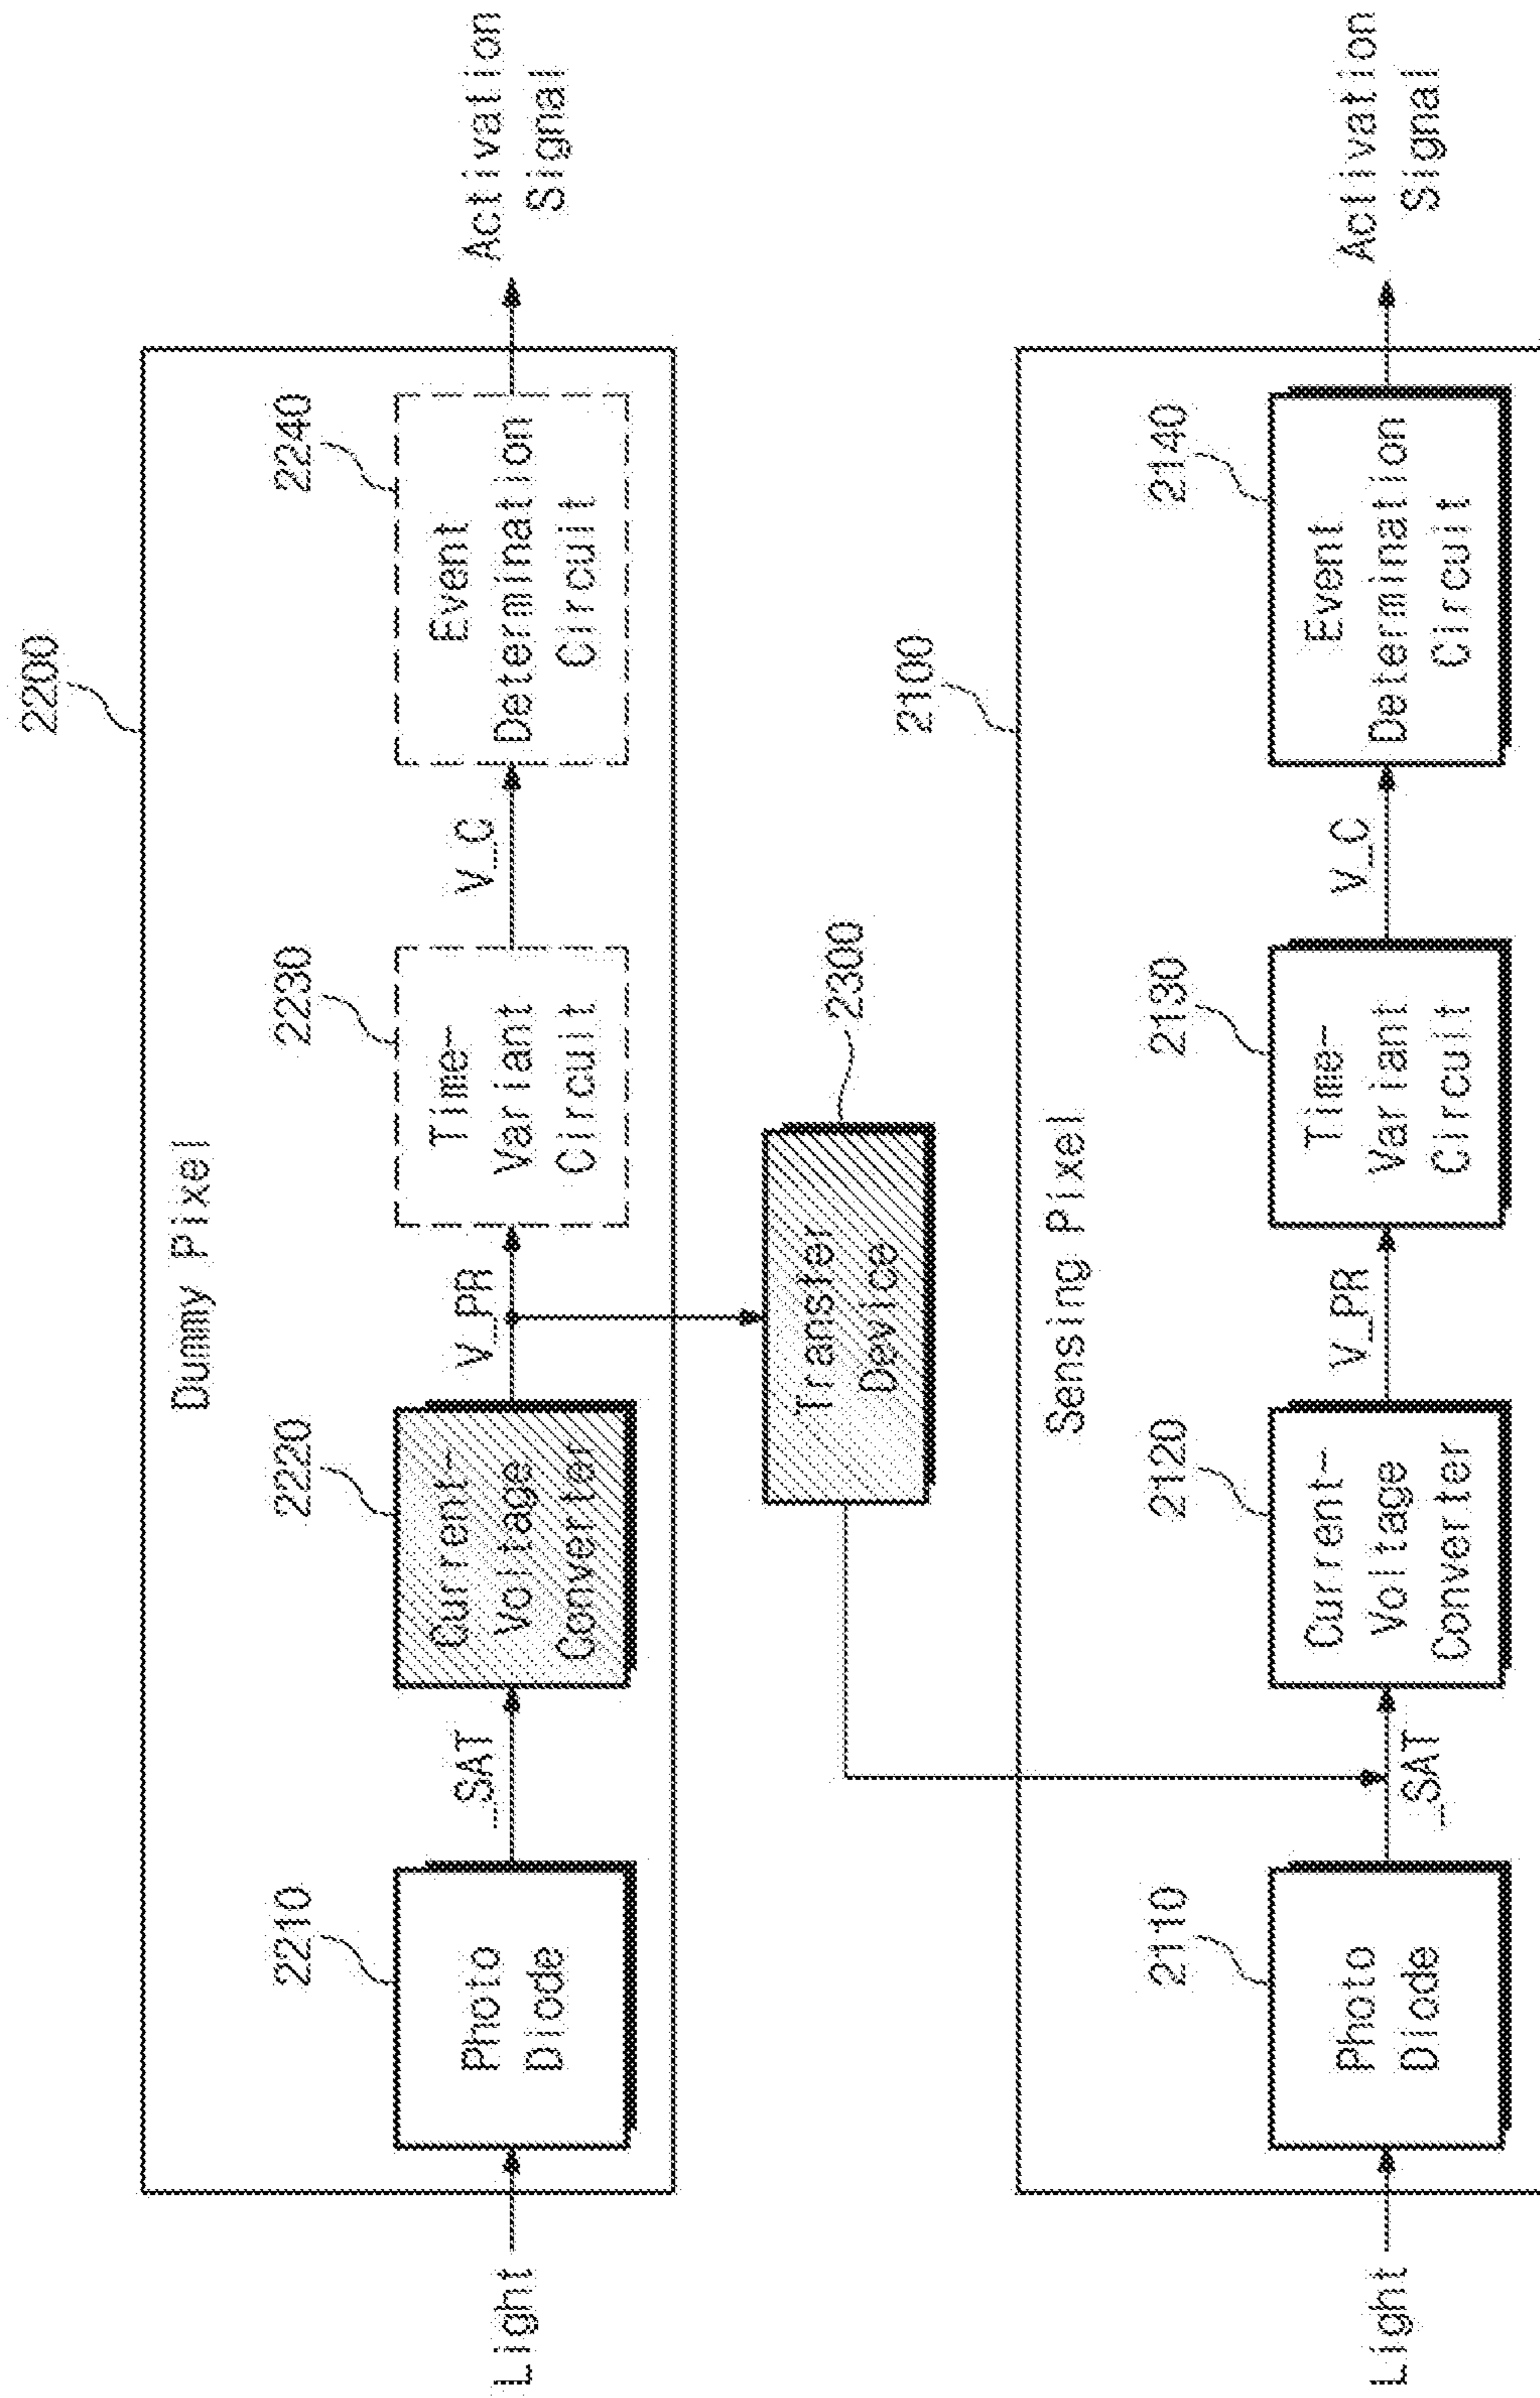 2200
Dummy Pixel
2210
2220
2230
2240
Light
Photo
Diode
_SAT
Current-
Voltage
Converter
V_PR
Time-
Variant
Circuit
V_C
Event
Determination
Circuit
Activation
Signal
Transfer
Device
2300
2100
Sensing Pixel
2110
2120
2130
2140
Light
Photo
Diode
_SAT
Current-
Voltage
Converter
V_PR
Time-
Variant
Circuit
V_C
Event
Determination
Circuit
Activation
Signal